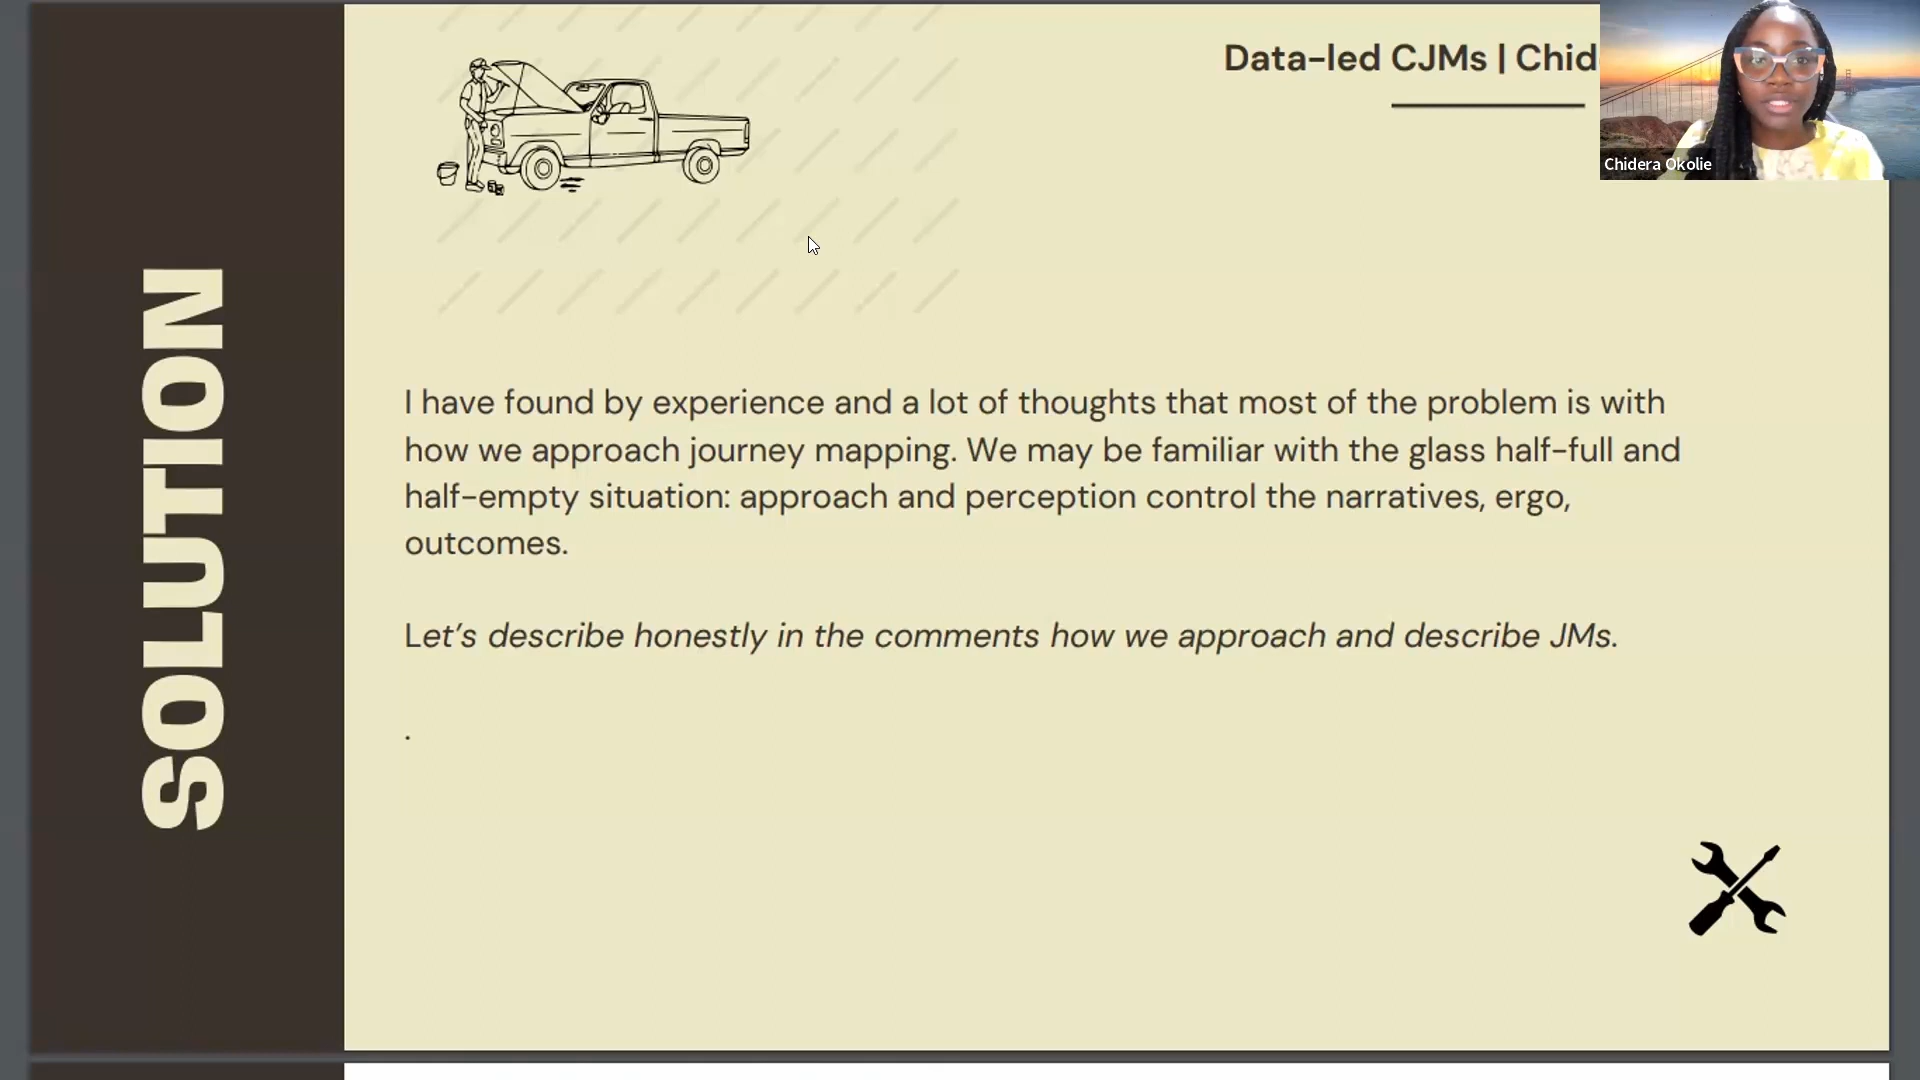 SOLUTION
Data-led CJMs | Chid
Chidera Okolie
I have found by experience and a lot of thoughts that most of the problem is with
how we approach journey mapping. We may be familiar with the glass half-full and
half-empty situation: approach and perception control the narratives, ergo,
outcomes.
Let’s describe honestly in the comments how we approach and describe JMs.
.